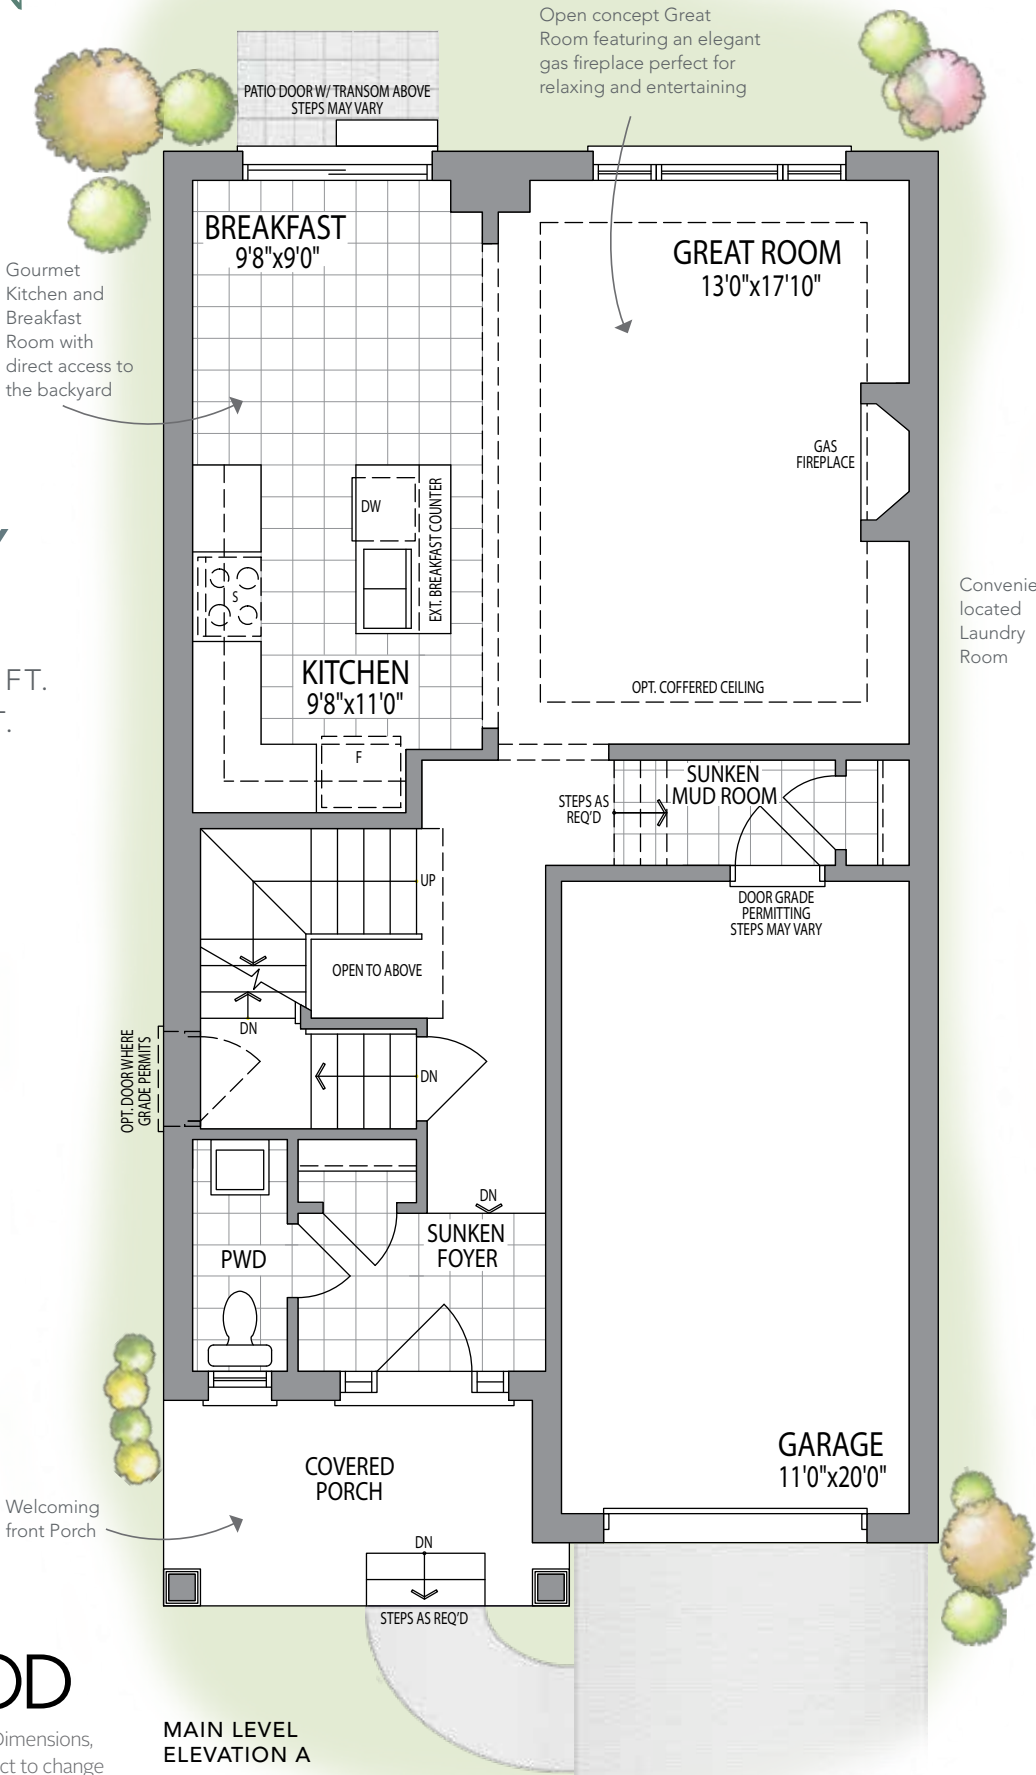 N
Open concept Great
Room featuring an elegant
gas fireplace perfect for
relaxing and entertaining
PATIO DOOR W/ TRANSOM ABOVE
STEPS MAY VARY
BREAKFAST
9'8"x9'0"
GREAT ROOM
13'0"x17'10"
Gourmet
Kitchen and
Breakfast
Room with
direct access to
the backyard
GAS
FIREPLACE
DW
EXT. BREAKFAST COUNTER
S
located
Laundry
Room
KITCHEN
9'8"x11'0"
FT.
OPT. COFFERED CEILING
F
SUNKEN
MUD ROOM
STEPS AS
REQ'D
UP
DOOR GRADE
PERMITTING
STEPS MAY VARY
OPEN TO ABOVE
DN
OPT. DOOR WHERE
GRADE PERMITS
DN
DN
SUNKEN
FOYER
PWD
GARAGE
11'0"x20'0"
COVERED
PORCH
Welcoming
front Porch
DN
STEPS AS REQ'D
OD
Dimensions,
ct to change
MAIN LEVEL
ELEVATION A